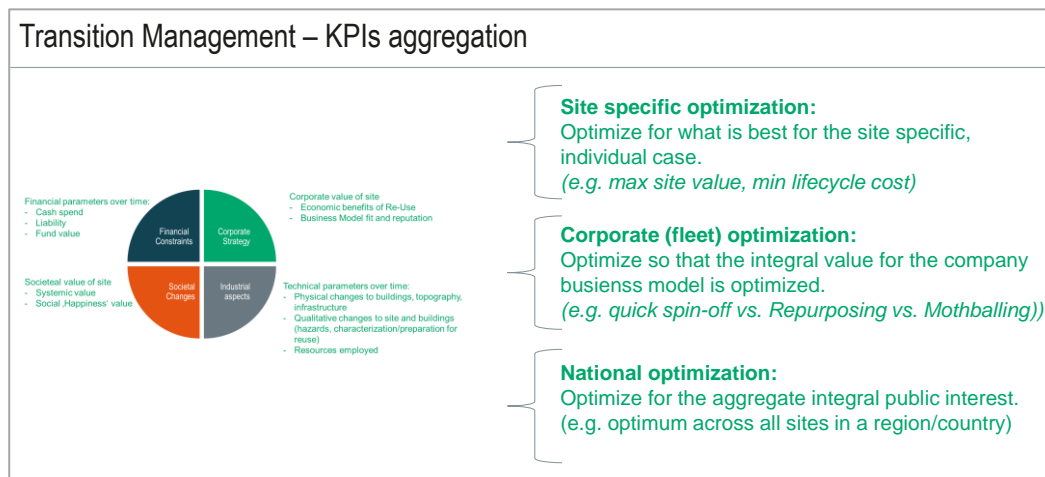 Transition Management – KPIs aggregation
Financial parameters over time:
- Cash spend
- Liability
- Fund value
Corporate value of site
- Economic benefits of Re-Use
- Business Model fit and reputation
Financial
Constraints
Corporate
Strategy
Societal
Changes
Industrial
aspects
Societeal value of site
- Systemic value
- Social ‚Happiness' value
Technical parameters over time:
- Physical changes to buildings, topography,
infrastructure
- Qualitative changes to site and buildings
(hazards, characterization/preparation for
reuse)
- Resources employed
Site specific optimization:
Optimize for what is best for the site specific,
individual case.
(e.g. max site value, min lifecycle cost)
Corporate (fleet) optimization:
Optimize so that the integral value for the company
busienss model is optimized.
(e.g. quick spin-off vs. Repurposing vs. Mothballing))
National optimization:
Optimize for the aggregate integral public interest.
(e.g. optimum across all sites in a region/country)